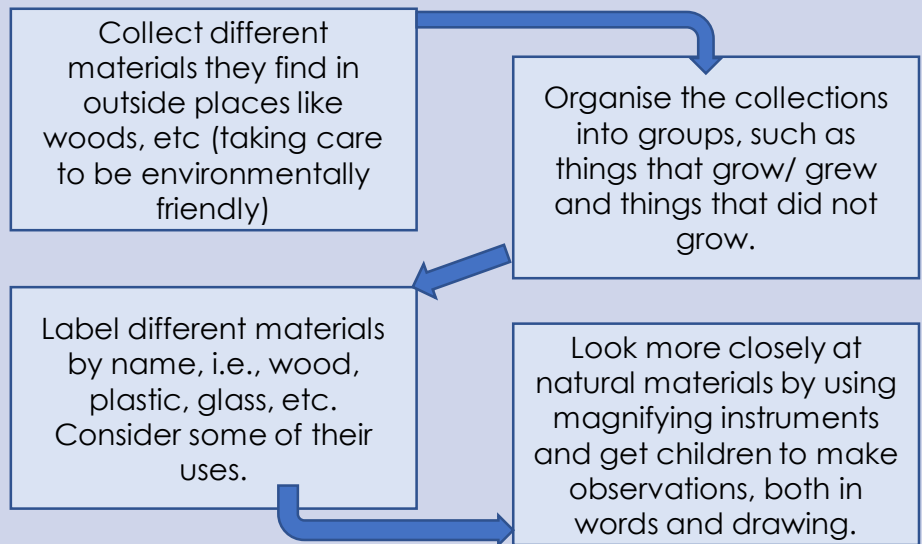 Collect different
materials they find in
outside places like
woods, etc (taking care
to be environmentally
friendly)
Organise the collections
into groups, such as
things that grow/ grew
and things that did not
grow.
Label different materials
by name, i.e., wood,
plastic, glass, etc.
Consider some of their
uses.
Look more closely at
natural materials by using
magnifying instruments
and get children to make
observations, both in
words and drawing.